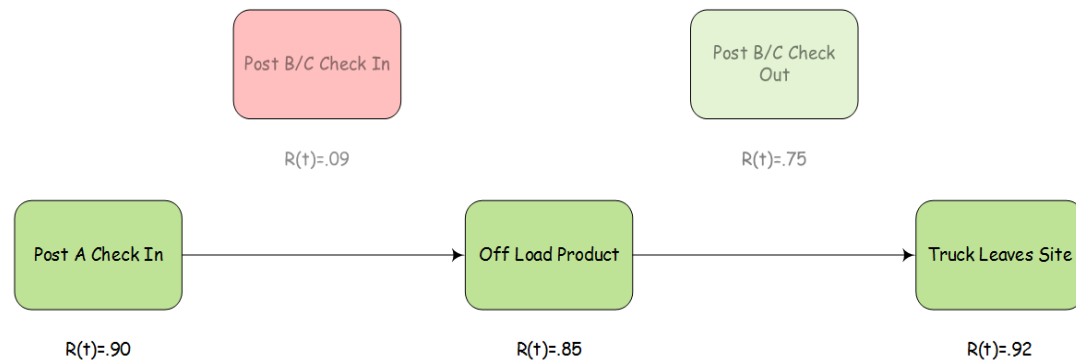 Post B/C Check In
Post B/C Check
Out
R(t)=.09
R(t)=.75
Post A Check In
Off Load Product
Truck Leaves Site
R(t)=.90
R(t)=.85
R(t)=.92